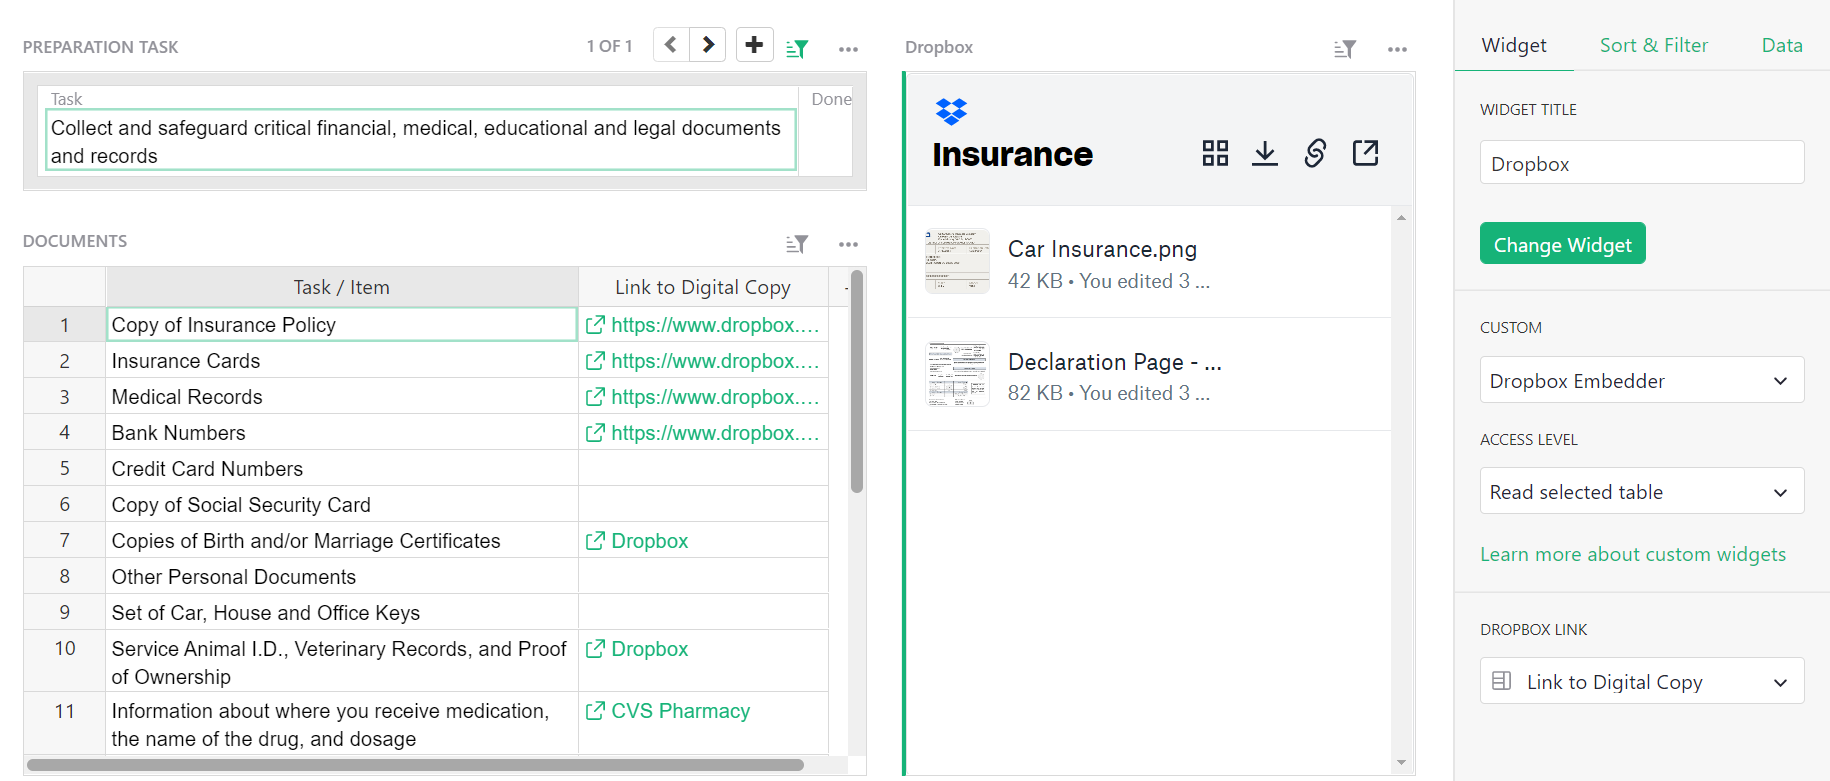 PREPARATION TASK
1 OF 1
Task
Done
Collect and safeguard critical financial, medical, educational and legal documents
and records
DOCUMENTS
Task / Item
Link to Digital Copy
1
Copy of Insurance Policy
https://www.dropbox....
2
Insurance Cards
https://www.dropbox....
3
Medical Records
https://www.dropbox....
4
Bank Numbers
https://www.dropbox....
5
Credit Card Numbers
6
Copy of Social Security Card
7
Copies of Birth and/or Marriage Certificates
Dropbox
8
Other Personal Documents
9
Set of Car, House and Office Keys
10
Service Animal I.D., Veterinary Records, and Proof
of Ownership
Dropbox
11
Information about where you receive medication,
the name of the drug, and dosage
CVS Pharmacy
Dropbox
Insurance
Car Insurance.png
42 KB • You edited 3 ...
Declaration Page - ...
82 KB • You edited 3 ...
Widget
Sort & Filter
Data
WIDGET TITLE
Dropbox
Change Widget
CUSTOM
Dropbox Embedder
ACCESS LEVEL
Read selected table
Learn more about custom widgets
DROPBOX LINK
Link to Digital Copy